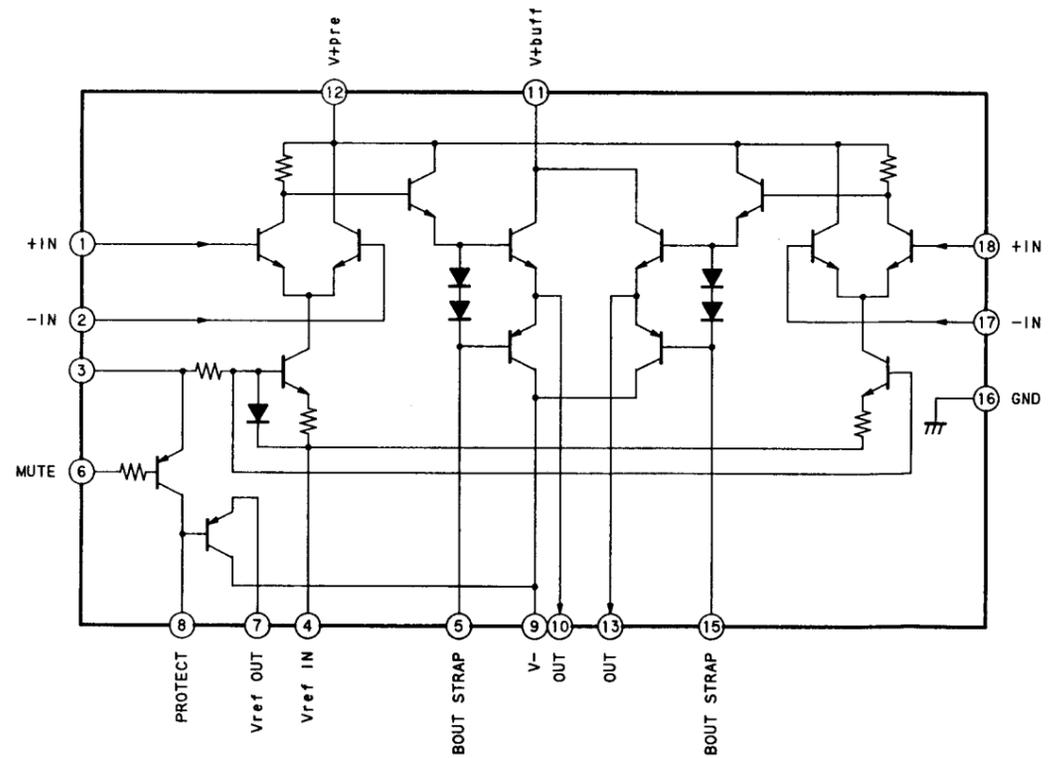 V+pre
V+buff
12
11
+IN
1
18
+IN
-IN
2
17
-IN
3
16
GND
MUTE
6
8
7
4
5
9
10
13
15
PROTECT
Vref OUT
Vref IN
BOUT STRAP
V-
OUT
OUT
BOUT STRAP